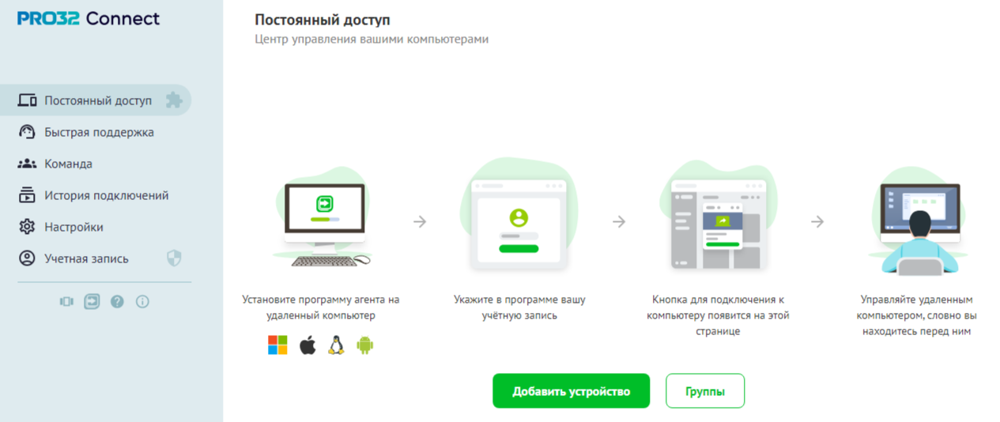 PRO32 Connect
Постоянный доступ
Быстрая поддержка
Команда
История подключений
Настройки
Учетная запись
Постоянный доступ
Центр управления вашими компьютерами
Установите программу агента на
удаленный компьютер
Укажите в программе вашу
учётную запись
Кнопка для подключения к
компьютеру появится на этой
странице
Управляйте удаленным
компьютером, словно вы
находитесь перед ним
Добавить устройство
Группы